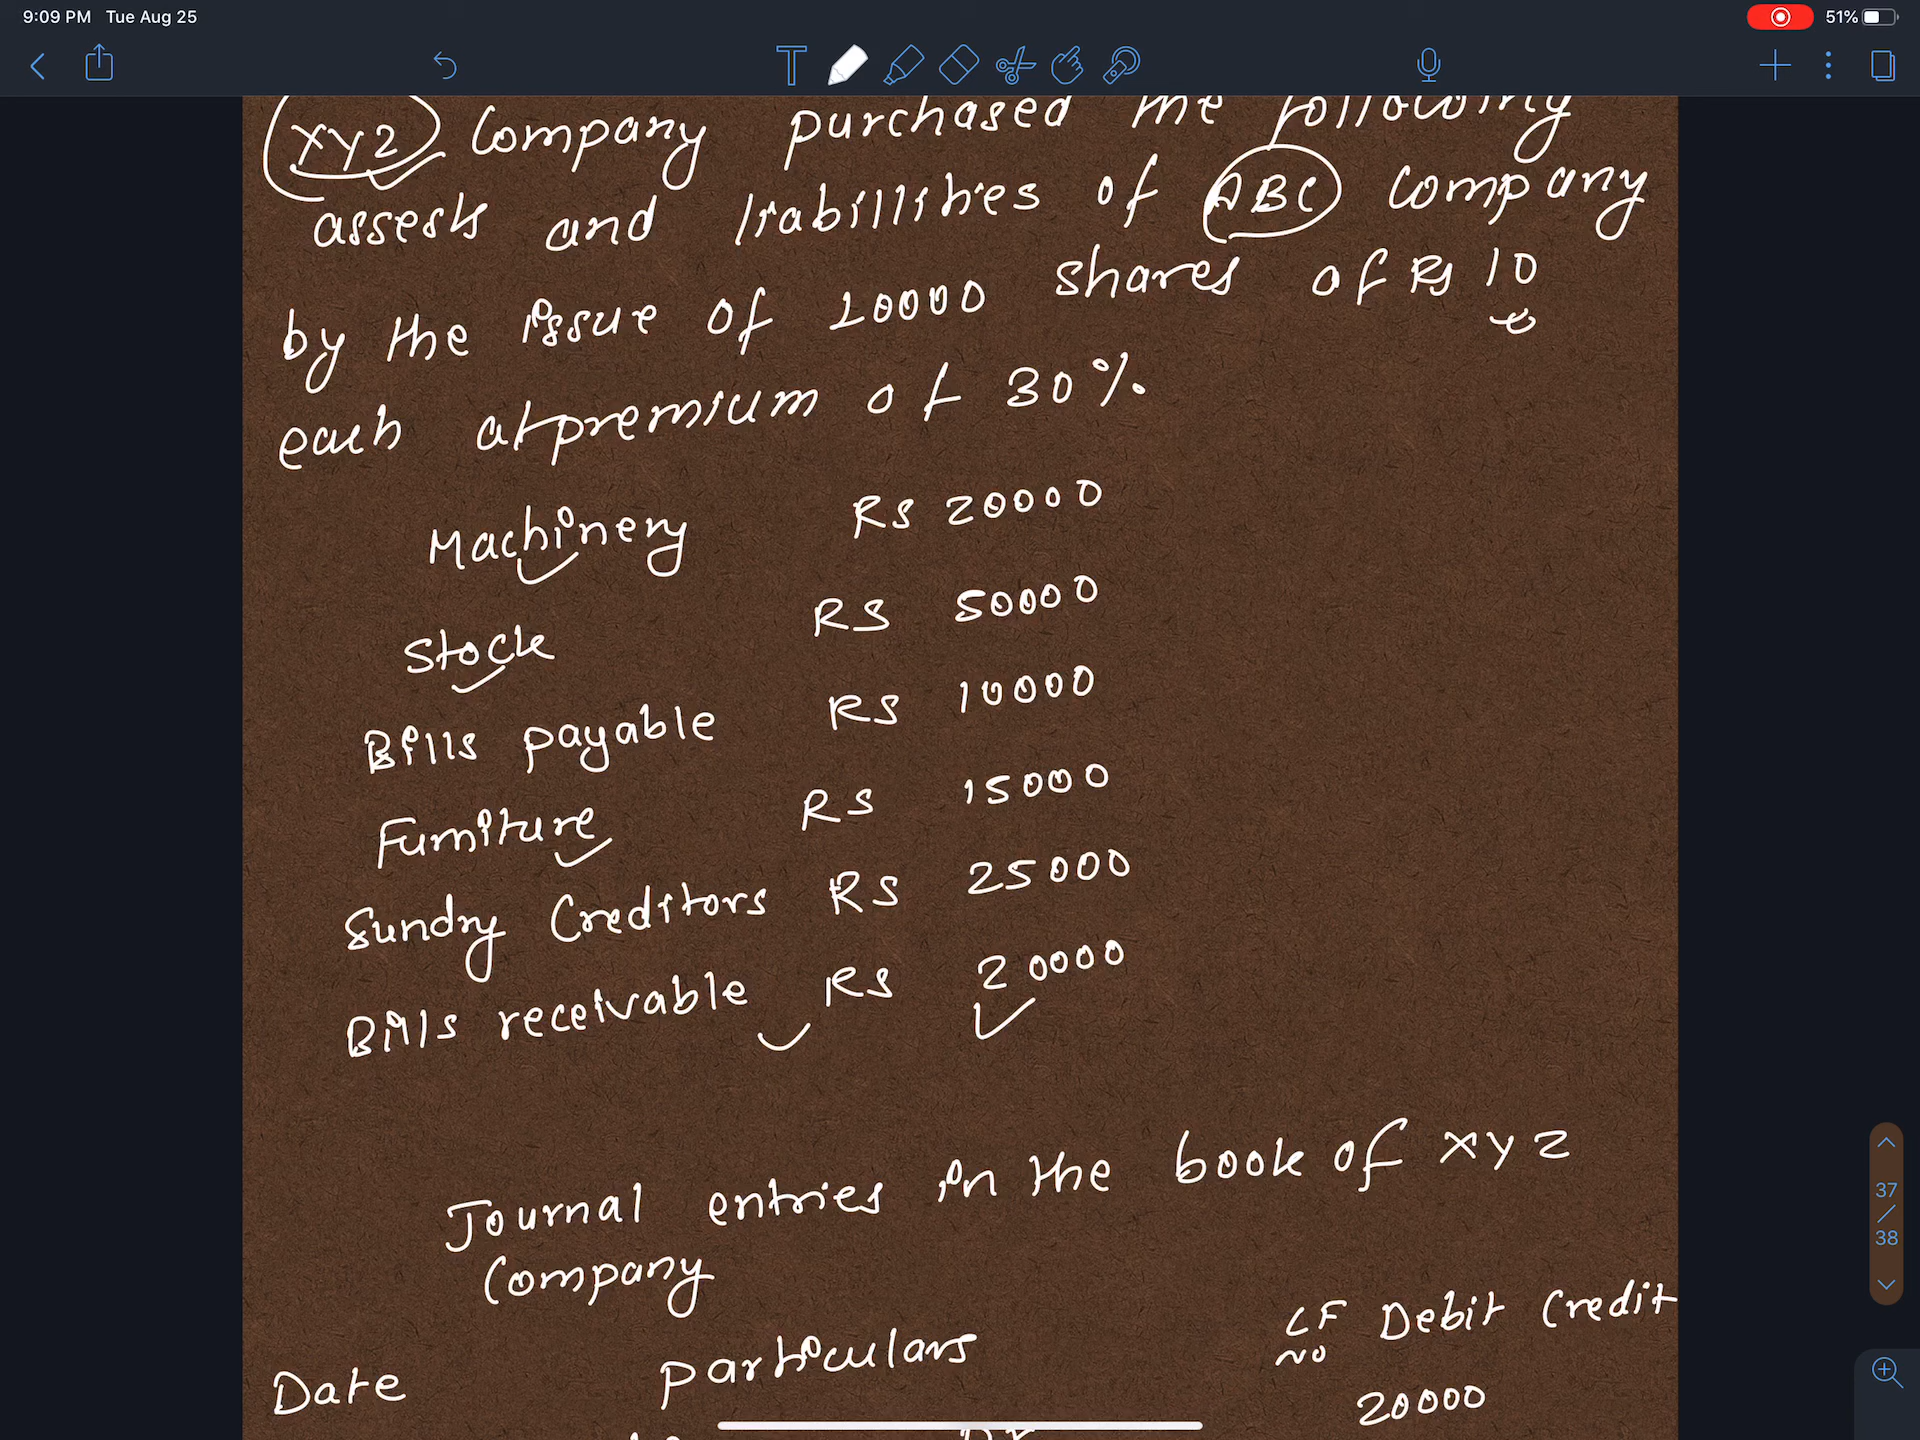 9:09 PM Tue Aug 25
51%
XYZ Company purchased the following
assests and liabillities of ABC Company
by the issue of 10000 shares of Rs 10
each at premium of 30%.
Machinery Rs 20000
Stock RS 50000
Bills payable RS 10000
Furniture RS 15000
Sundry Creditors RS 25000
Bills receivable RS 20000
Journal entries in the book of XYZ
Company
Date Particulars LF NO Debit Credit
20000
37
/
38